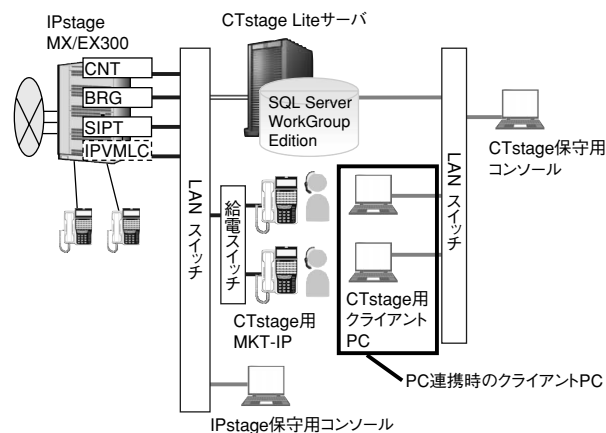 IPstage
MX/EX300
CNT
BRG
SIPT
IPVMLC
LAN スイッチ
CTstage Liteサーバ
SQL Server
WorkGroup
Edition
給電スイッチ
CTstage用
MKT-IP
CTstage用
クライアント
PC
LAN スイッチ
CTstage保守用
コンソール
PC連携時のクライアントPC
IPstage保守用コンソール